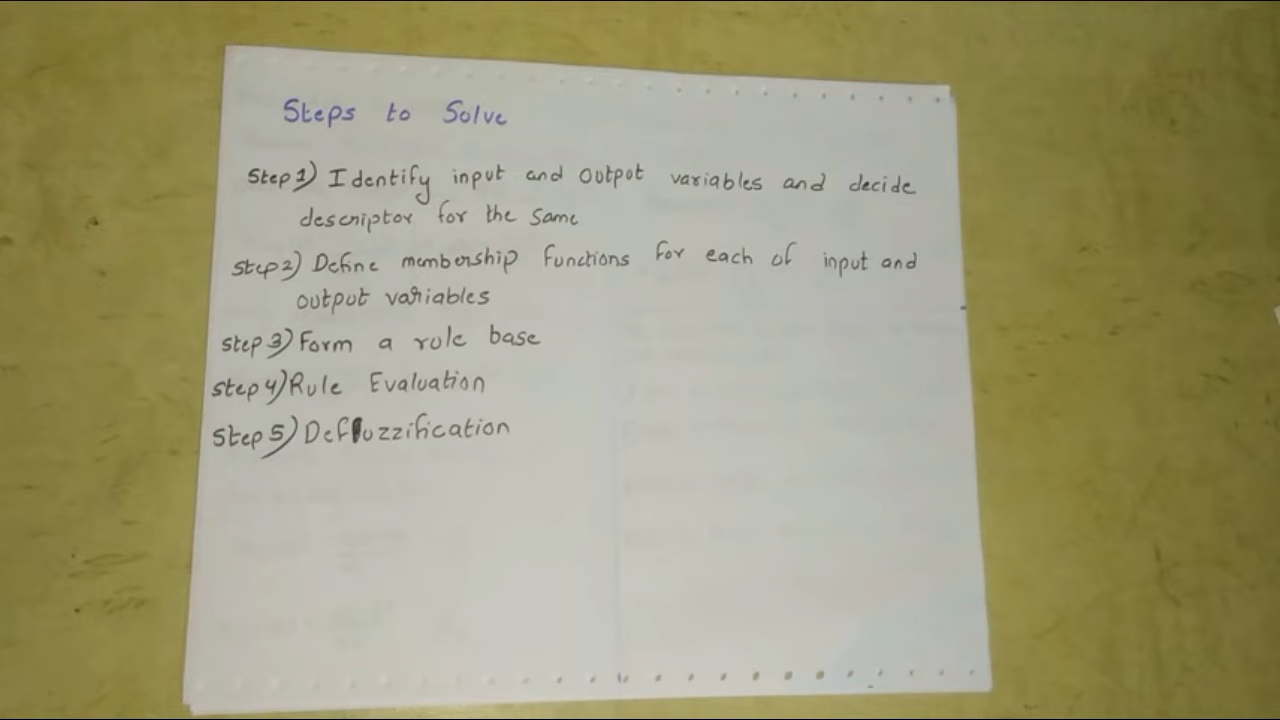 Steps to Solve
Step 1) Identify input and output variables and decide
descriptor for the same
Step 2) Define membership functions for each of input and
output variables
Step 3) Form a rule base
Step 4) Rule Evaluation
Step 5) Deffuzzification